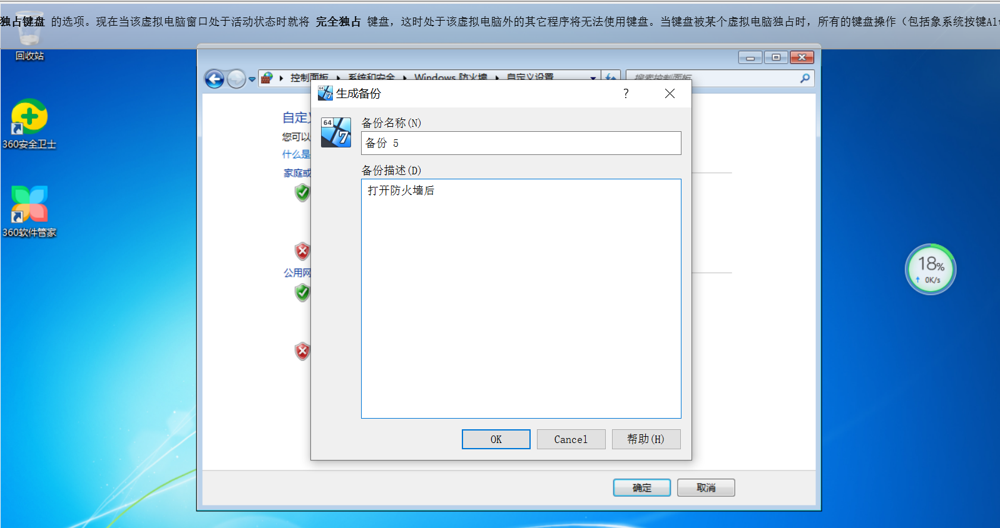 独占键盘 的选项。现在当该虚拟电脑窗口处于活动状态时就将 完全独占 键盘，这时处于该虚拟电脑外的其它程序将无法使用键盘。当键盘被某个虚拟电脑独占时，所有的键盘操作（包括象系统按键Alt
回收站
控制面板 系统和安全 Windows 防火墙 自定义设置
搜索控制面板
64 7 生成备份 ? 
自定义
您可以
什么是
家庭或
公用网
64 7
备份名称(N)
备份 5
备份描述(D)
打开防火墙后
OK Cancel 帮助(H)
确定 取消
360安全卫士
360软件管家
18%
0K/s